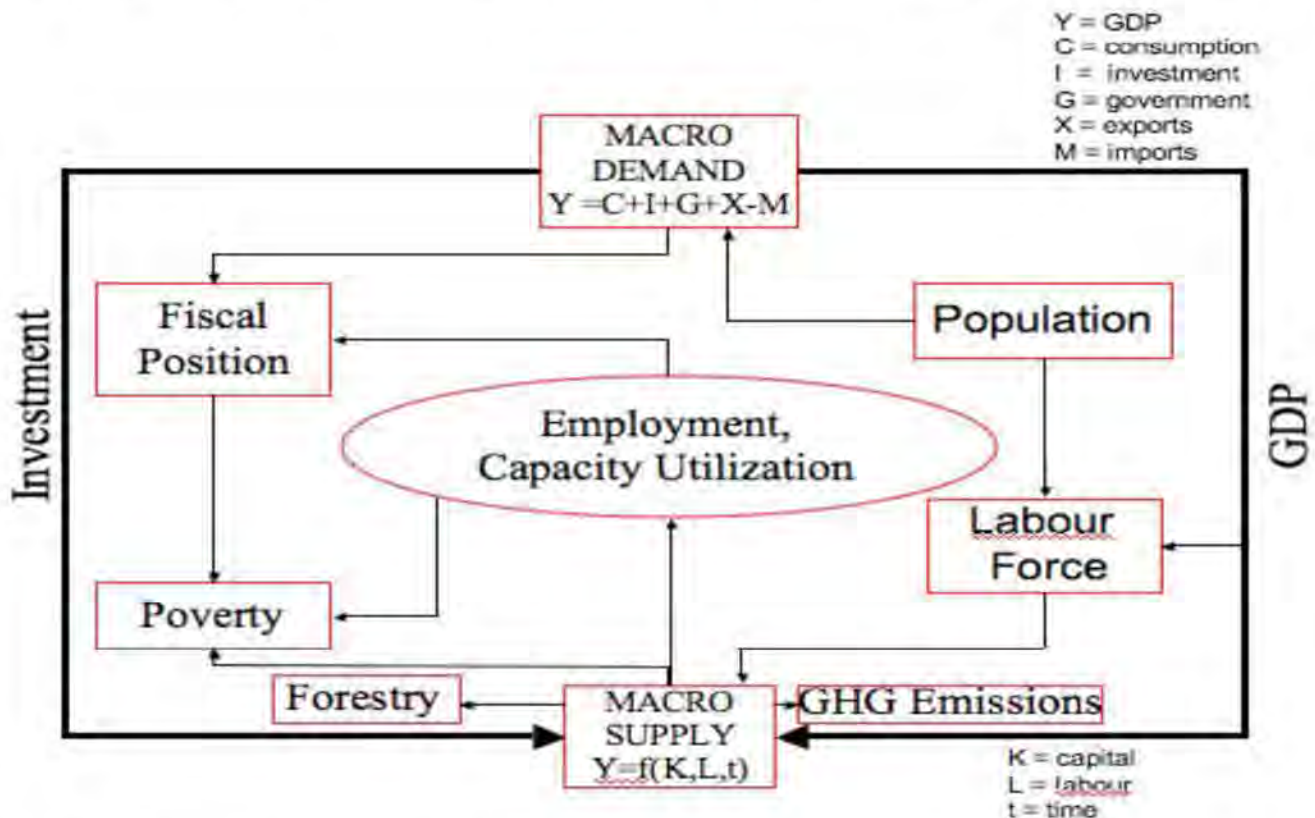 Y = GDP
C = consumption
I = investment
G = government
X = exports
M = imports
MACRO
DEMAND
Y =C+I+G+X-M
Fiscal
Position
Population
Investment
GDP
Employment,
Capacity Utilization
Labour
Force
Poverty
Forestry
MACRO
SUPPLY
Y=f(K,L,t)
GHG Emissions
K = capital
L = labour
t = time